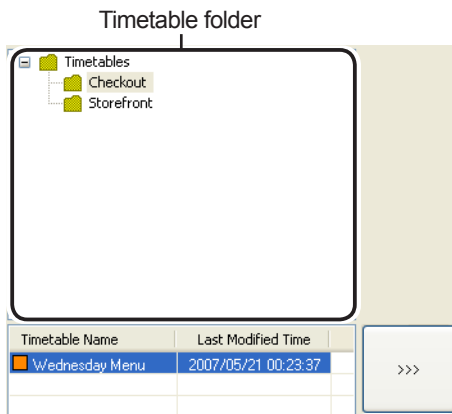 Timetable folder
Timetables
Checkout
Storefront
Timetable Name Last Modified Time
Wednesday Menu 2007/05/21 00:23:37
>>>